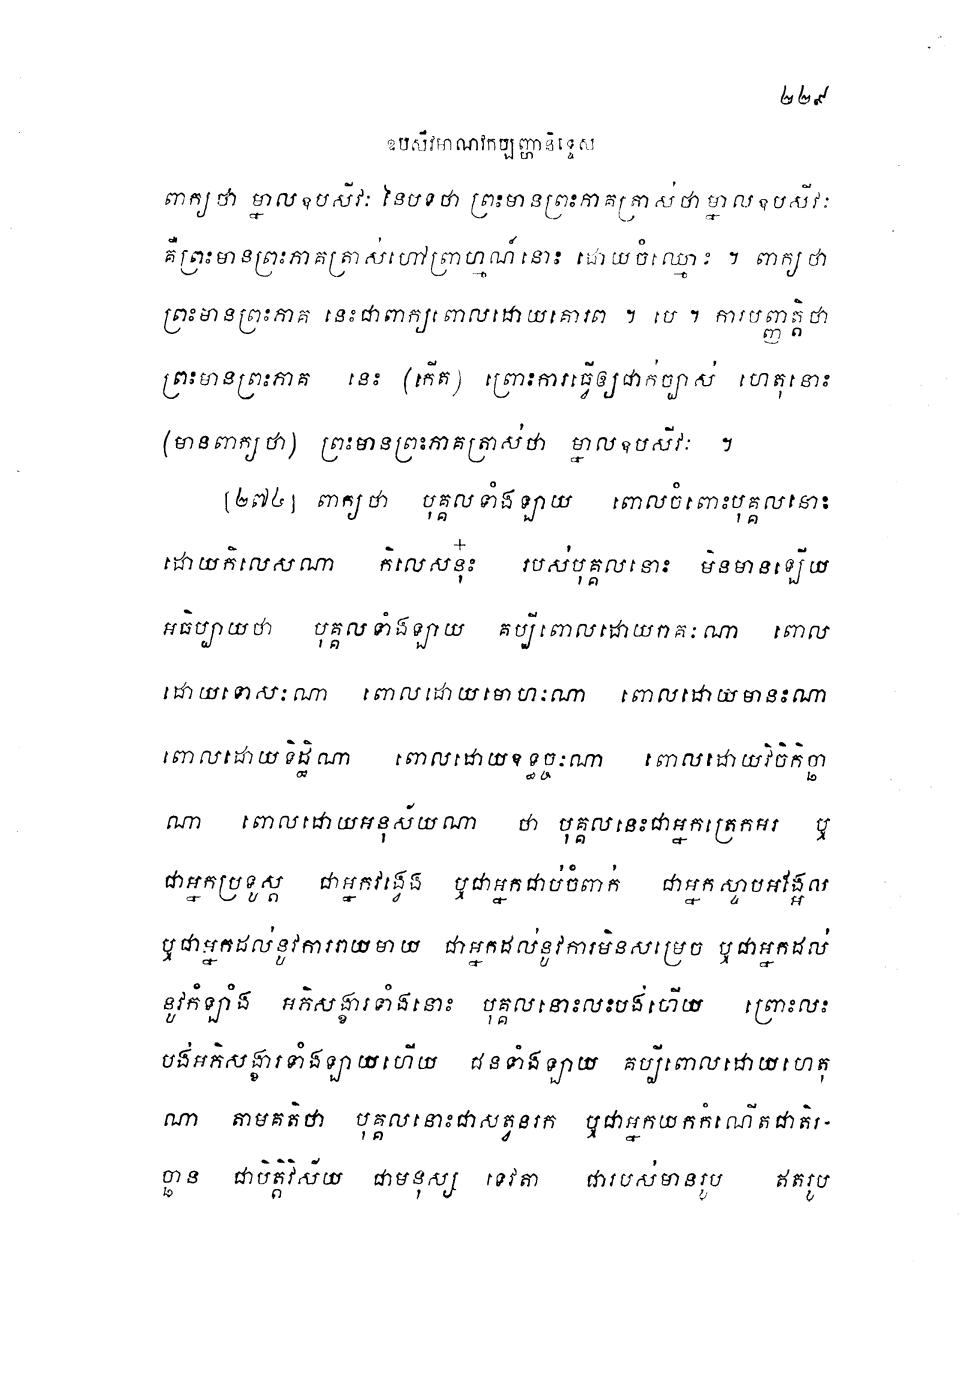 ២២៩
ឧបសីវមាណវកប្បញ្ហានិទ្ទេស
ពាក្យថា ម្នាលឧបសីវៈ នៃបទថា ព្រះមានព្រះភាគត្រាស់ថា ម្នាលឧបសីវៈ
គឺព្រះមានព្រះភាគត្រាស់ហៅព្រាហ្មណ៍នោះ ដោយចំឈ្មោះ ។ ពាក្យថា
ព្រះមានព្រះភាគ នេះជាពាក្យពោលដោយគោរព ។ បេ ។ ការបញ្ញត្តិថា
ព្រះមានព្រះភាគ នេះ (កើត) ព្រោះការធ្វើឲ្យជាក់ច្បាស់ ហេតុនោះ
(មានពាក្យថា) ព្រះមានព្រះភាគត្រាស់ថា ម្នាលឧបសីវៈ ។
[២៧៤] ពាក្យថា បុគ្គលទាំងឡាយ ពោលចំពោះបុគ្គលនោះ
ដោយកិលេសណា កិលេសនុ៎ះ របស់បុគ្គលនោះ មិនមានឡើយ
អធិប្បាយថា បុគ្គលទាំងឡាយ គប្បីពោលដោយរាគៈណា ពោល
ដោយទោសៈណា ពោលដោយមោហៈណា ពោលដោយមានះណា
ពោលដោយទិដ្ឋិណា ពោលដោយឧទ្ធច្ចៈណា ពោលដោយវិចិកិច្ឆា
ណា ពោលដោយអនុស័យណា ថា បុគ្គលនេះជាអ្នកត្រេកអរ ឬ
ជាអ្នកប្រទូស្ត ជាអ្នកវង្វេង ឬជាអ្នកជាប់ចំពាក់ ជាអ្នកស្ទាបអង្អែល
ឬជាអ្នកដល់នូវការរាយមាយ ជាអ្នកដល់នូវការមិនសម្រេច ឬជាអ្នកដល់
នូវកំឡាំង អភិសង្ខារទាំងនោះ បុគ្គលនោះលះបង់ហើយ ព្រោះលះ
បង់អភិសង្ខារទាំងឡាយហើយ ជនទាំងឡាយ គប្បីពោលដោយហេតុ
ណា តាមគតិថា បុគ្គលនោះជាសត្វនរក ឬជាអ្នកយកកំណើតជាតិរ-
ច្ឆាន ជាបិត្តិវិស័យ ជាមនុស្ស ទេវតា ជារបស់មានរូប ឥតរូប